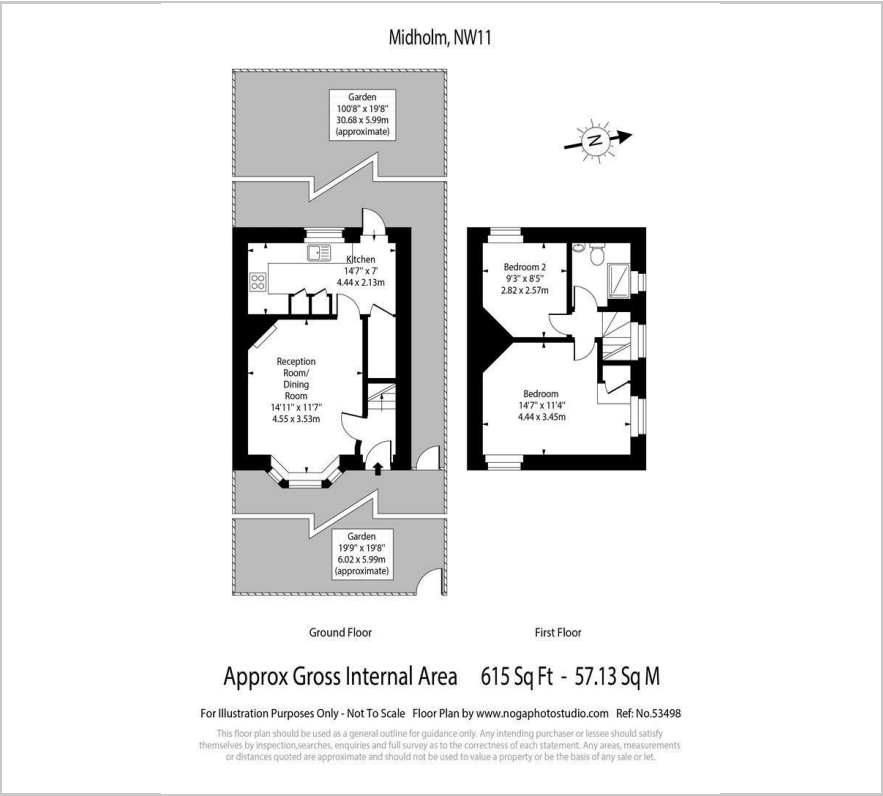 Midholm, NW11
Garden
100'8" x 19'8"
30.68 x 5.99m
(approximate)
N
Kitchen
14'7" x 7'
4.44 x 2.13m
Reception
Room/
Dining
Room
14'11" x 11'7"
4.55 x 3.53m
Garden
19'9" x 19'8"
6.02 x 5.99m
(approximate)
Bedroom 2
9'3" x 8'5"
2.82 x 2.57m
Bedroom
14'7" x 11'4"
4.44 x 3.45m
Ground Floor
First Floor
Approx Gross Internal Area 615 Sq Ft - 57.13 Sq M
For Illustration Purposes Only - Not To Scale Floor Plan by www.nogaphotostudio.com Ref: No.53498
This floor plan should be used as a general outline for guidance only. Any intending purchaser or lessee should satisfy
themselves by inspection,searches, enquiries and full survey as to the correctness of each statement. Any areas, measurements
or distances quoted are approximate and should not be used to value a property or be the basis of any sale or let.